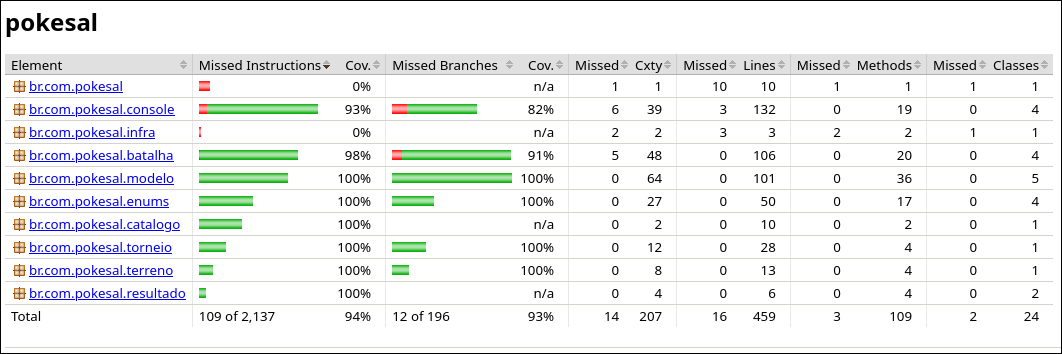 pokesal
Element Missed Instructions Cov. Missed Branches Cov. Missed Cxty Missed Lines Missed Methods Missed Classes
br.com.pokesal 0% n/a 1 1 10 10 1 1 1 1
br.com.pokesal.console 93% 82% 6 39 3 132 0 19 0 4
br.com.pokesal.infra 0% n/a 2 2 3 3 2 2 1 1
br.com.pokesal.batalha 98% 91% 5 48 0 106 0 20 0 4
br.com.pokesal.modelo 100% 100% 0 64 0 101 0 36 0 5
br.com.pokesal.enums 100% 100% 0 27 0 50 0 17 0 4
br.com.pokesal.catalogo 100% n/a 0 2 0 10 0 2 0 1
br.com.pokesal.torneio 100% 100% 0 12 0 28 0 4 0 1
br.com.pokesal.terreno 100% 100% 0 8 0 13 0 4 0 1
br.com.pokesal.resultado 100% n/a 0 4 0 6 0 4 0 2
Total 109 of 2,137 94% 12 of 196 93% 14 207 16 459 3 109 2 24